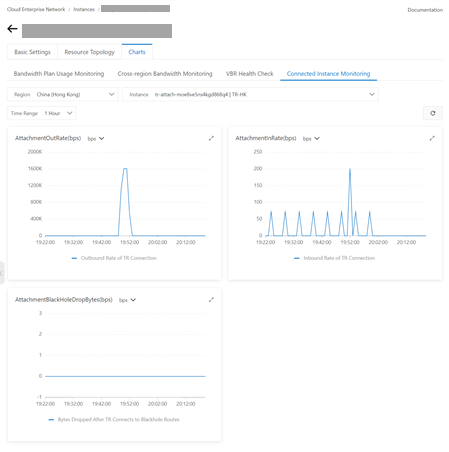 Cloud Enterprise Network / Instances /
Documentation
Basic Settings Resource Topology Charts
Bandwidth Plan Usage Monitoring Cross-region Bandwidth Monitoring VBR Health Check Connected Instance Monitoring
Region China (Hong Kong) Instance | TR-HK
Time Range 1 Hour
AttachmentOutRate(bps) bps
2000K
1600K
1200K
800K
400K
0
19:22:00 19:32:00 19:42:00 19:52:00 20:02:00 20:12:00
Outbound Rate of TR Connection
AttachmentInRate(bps) bps
250
200
150
100
50
0
19:22:00 19:32:00 19:42:00 19:52:00 20:02:00 20:12:00
Inbound Rate of TR Connection
AttachmentBlackHoleDropBytes(bps) bps
3
2
1
0
-1
19:22:00 19:32:00 19:42:00 19:52:00 20:02:00 20:12:00
Bytes Dropped After TR Connects to Blackhole Routes